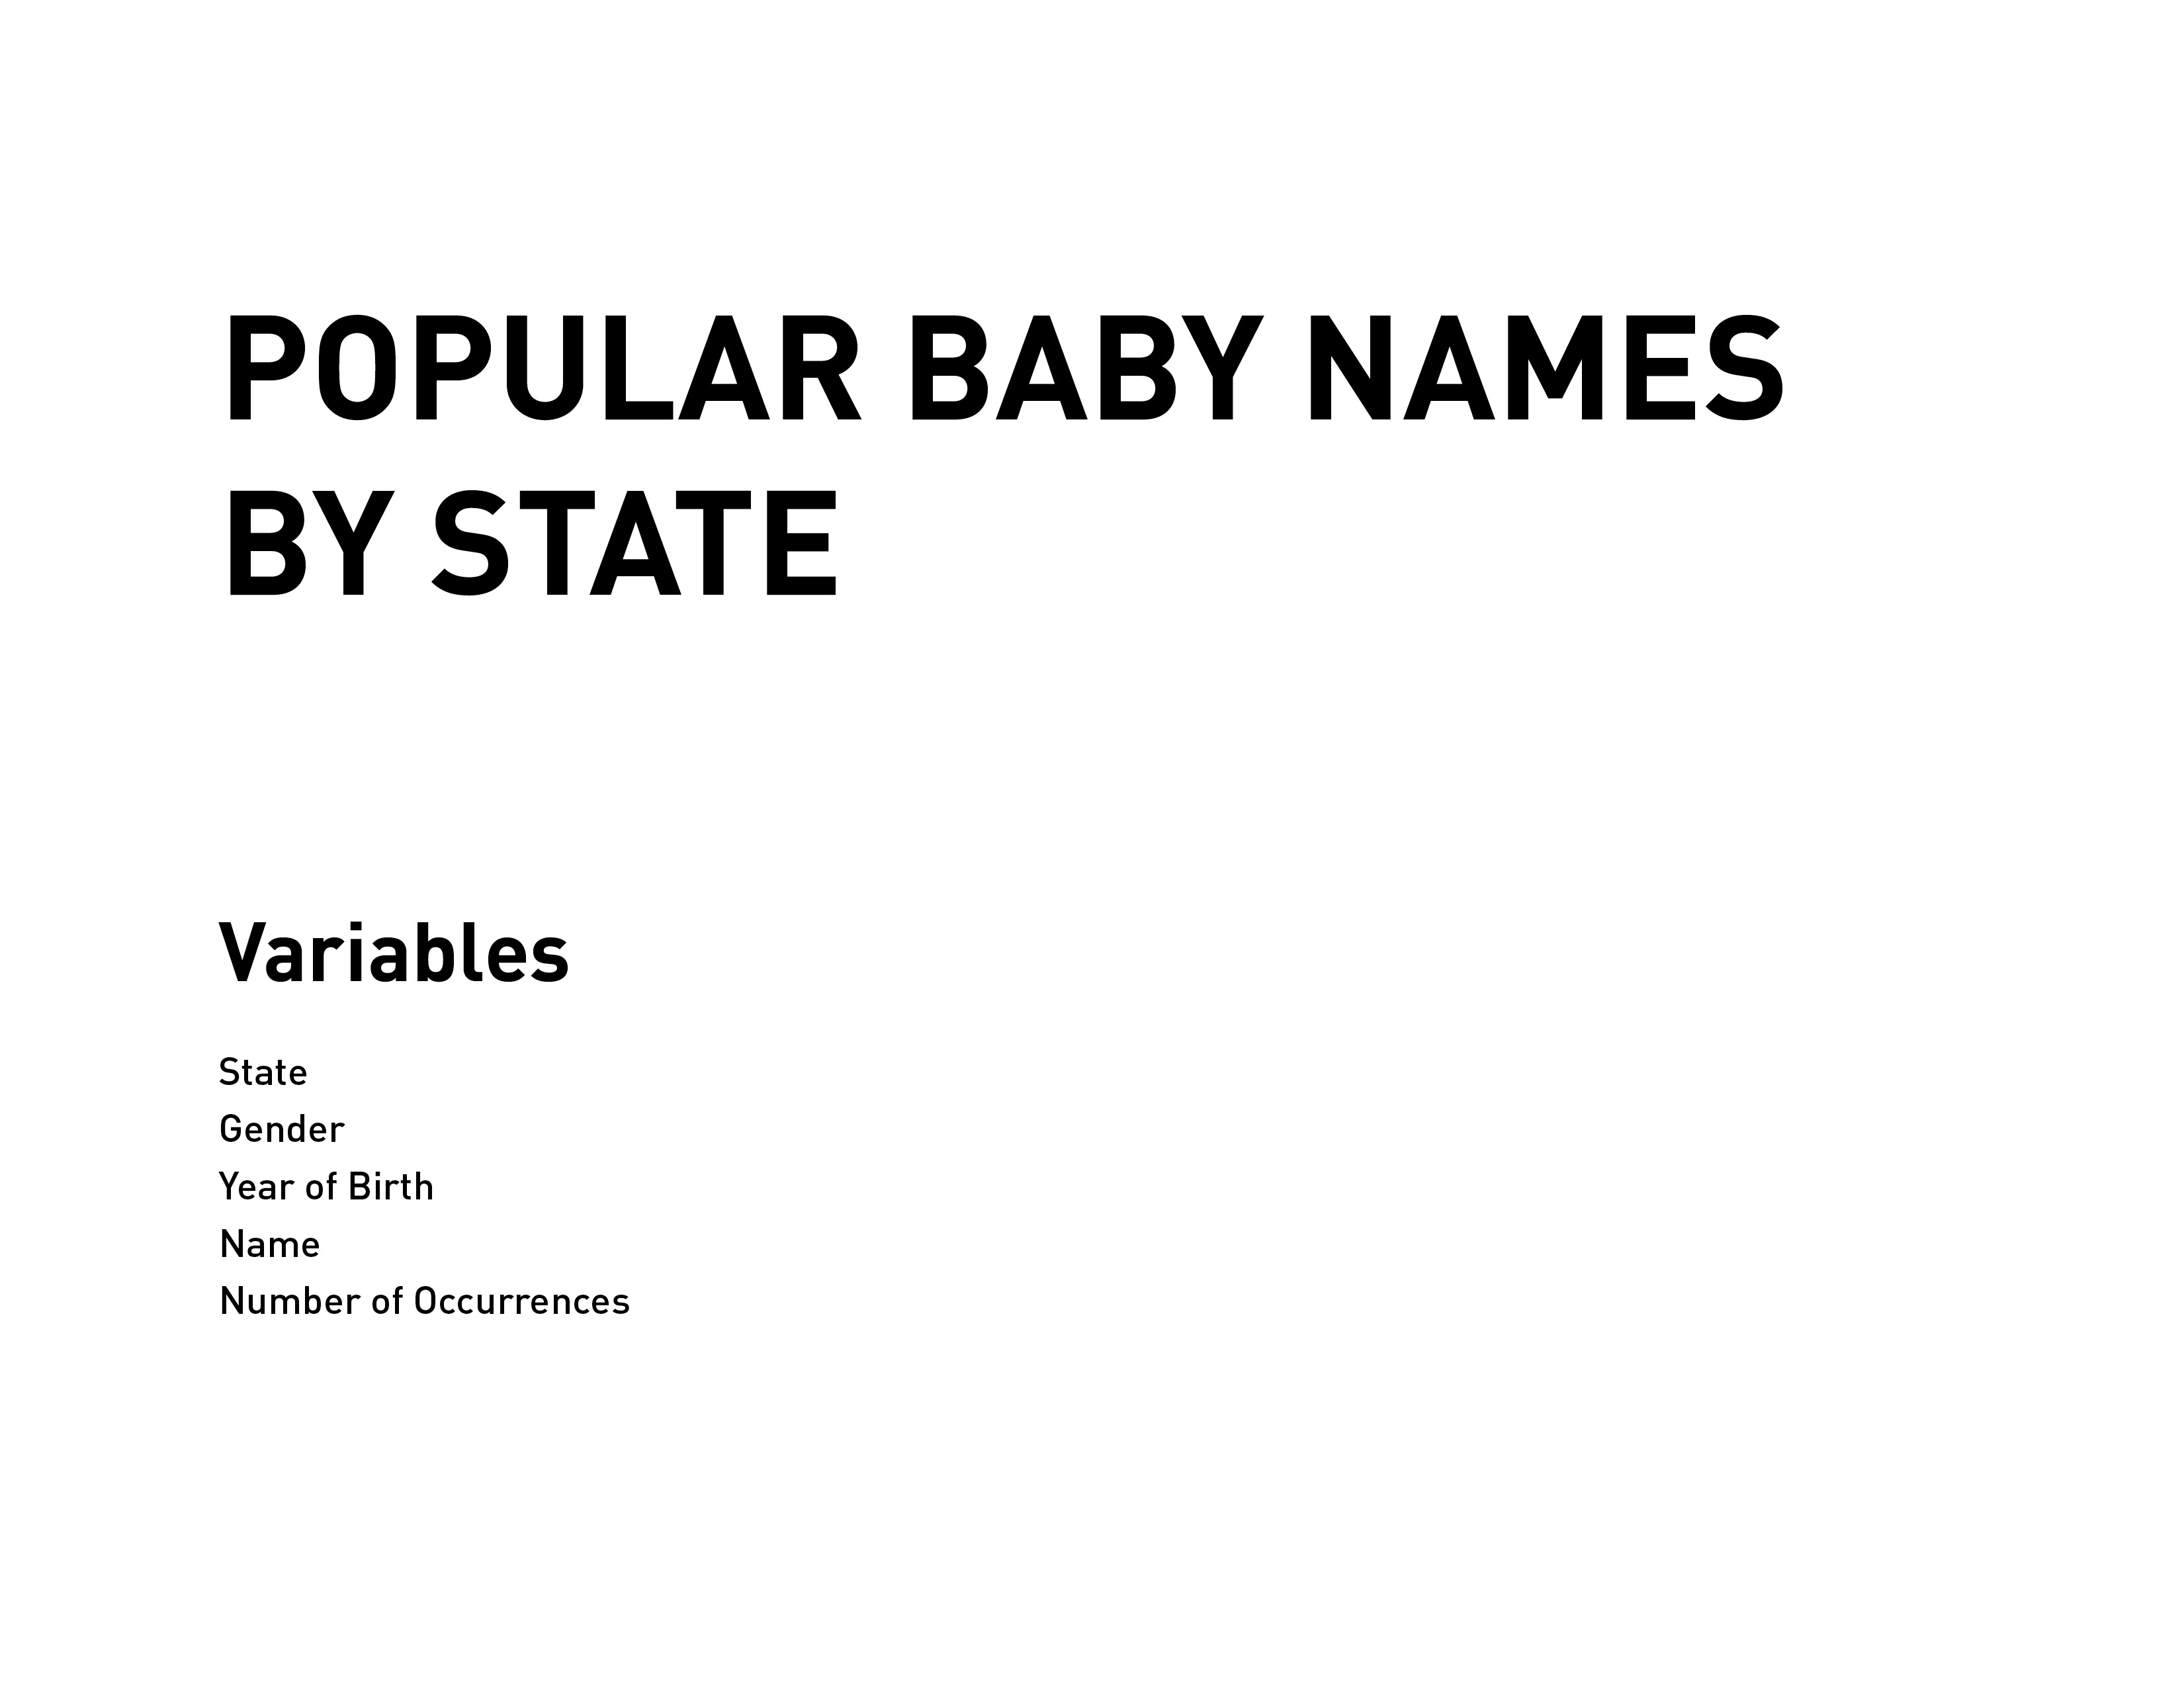 POPULAR BABY NAMES
BY STATE
Variables
State
Gender
Year of Birth
Name
Number of Occurrences